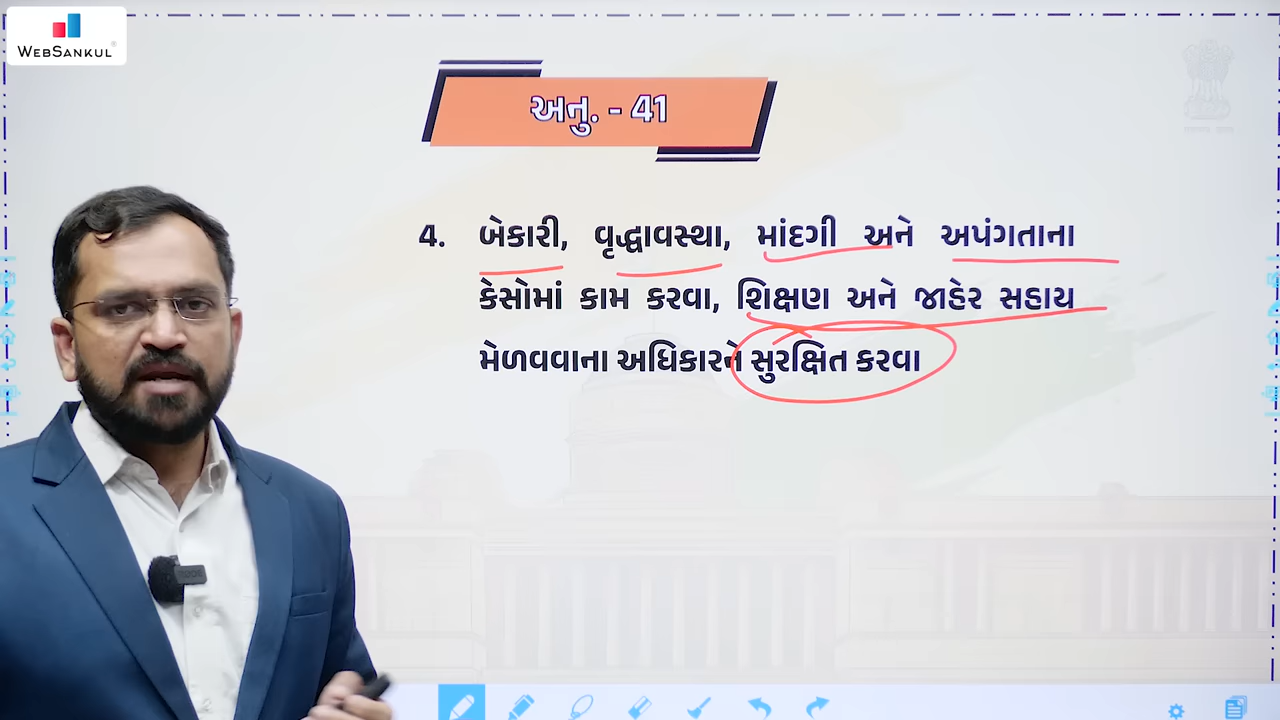 WEBSANKUL
અનુ. - 41
4. બેકારી, વૃદ્ધાવસ્થા, માંદગી અને અપંગતાના
કેસોમાં કામ કરવા, શિક્ષણ અને જાહેર સહાય
મેળવવાના અધિકારને સુરક્ષિત કરવા